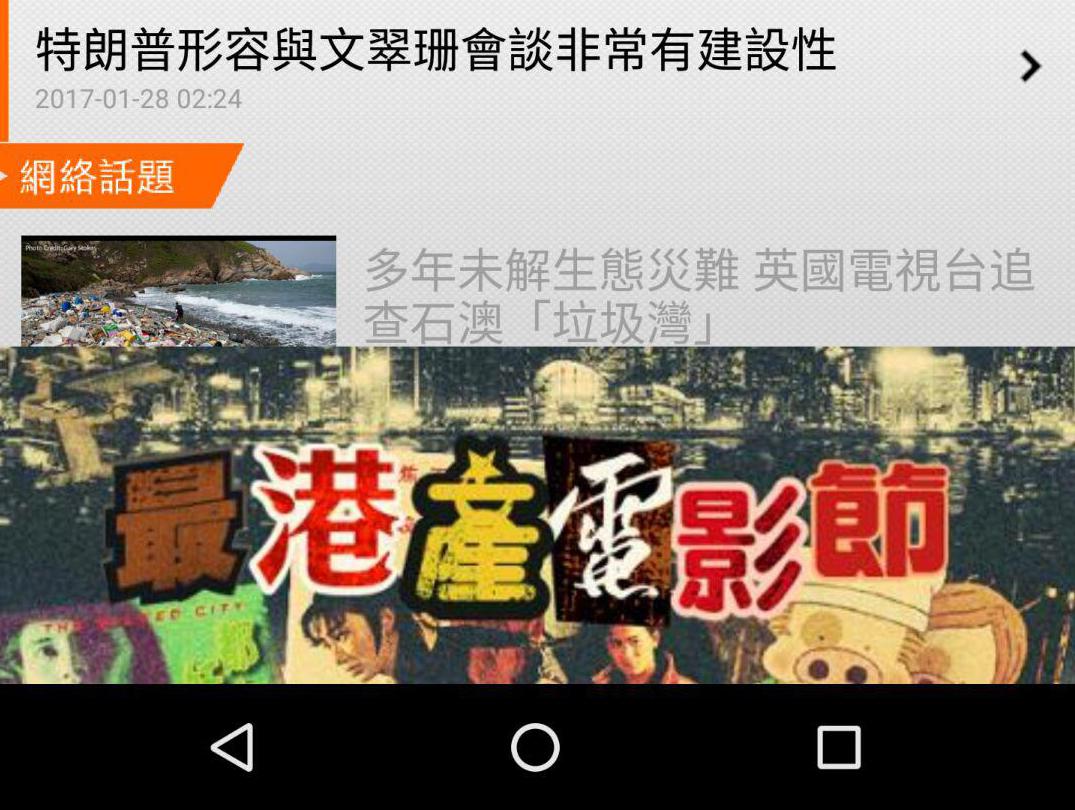 特朗普形容與文翠珊會談非常有建設性
2017-01-28 02:24
網絡話題
Photo Credit: Gary Stokes
多年未解生態災難 英國電視台追
查石澳「垃圾灣」
最港產電影節